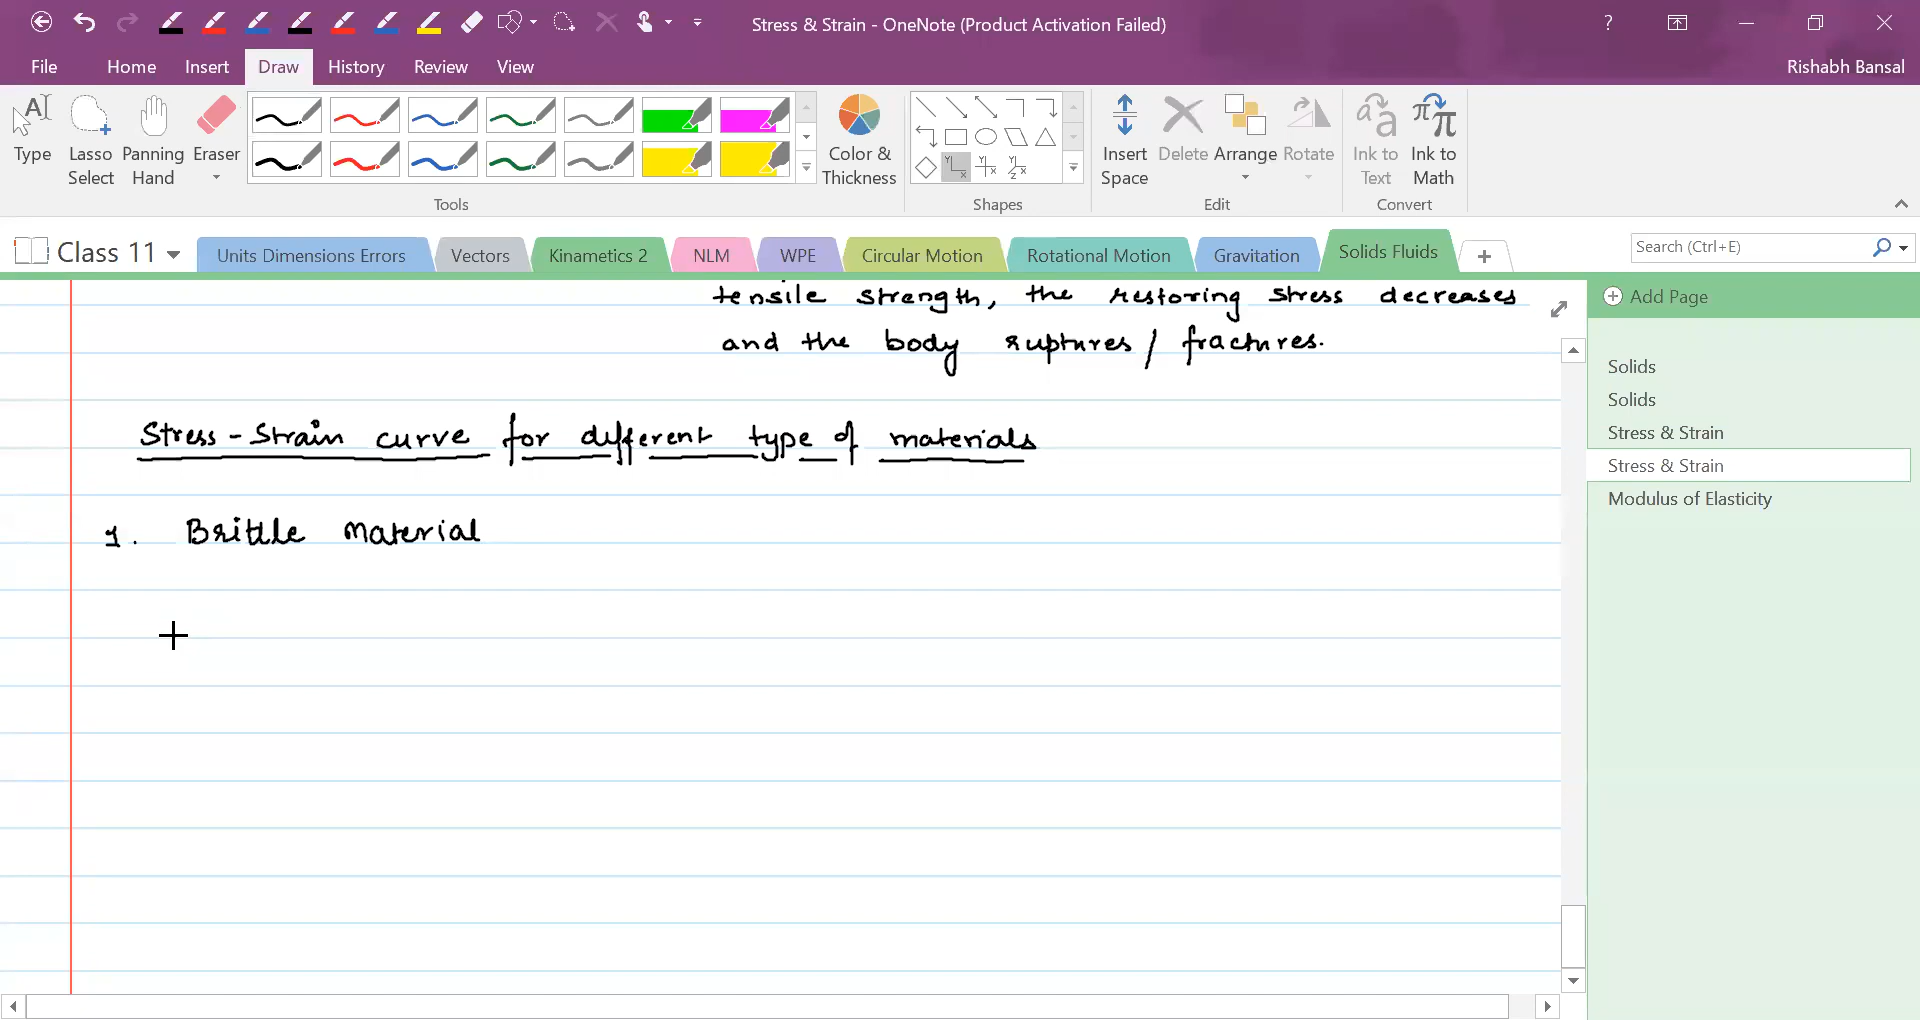 Stress & Strain - OneNote (Product Activation Failed)
?
File Home Insert Draw History Review View
Rishabh Bansal
Type
Lasso Select
Panning Hand
Eraser
Color & Thickness
Insert Space
Delete
Arrange
Rotate
Ink to Text
Ink to Math
Tools
Shapes
Edit
Convert
Class 11
Units Dimensions Errors
Vectors
Kinametics 2
NLM
WPE
Circular Motion
Rotational Motion
Gravitation
Solids Fluids
Search (Ctrl+E)
tensile strength, the restoring stress decreases
and the body ruptures / fractures.
Stress - Strain curve for different type of materials
1. Brittle Material
Add Page
Solids
Solids
Stress & Strain
Stress & Strain
Modulus of Elasticity